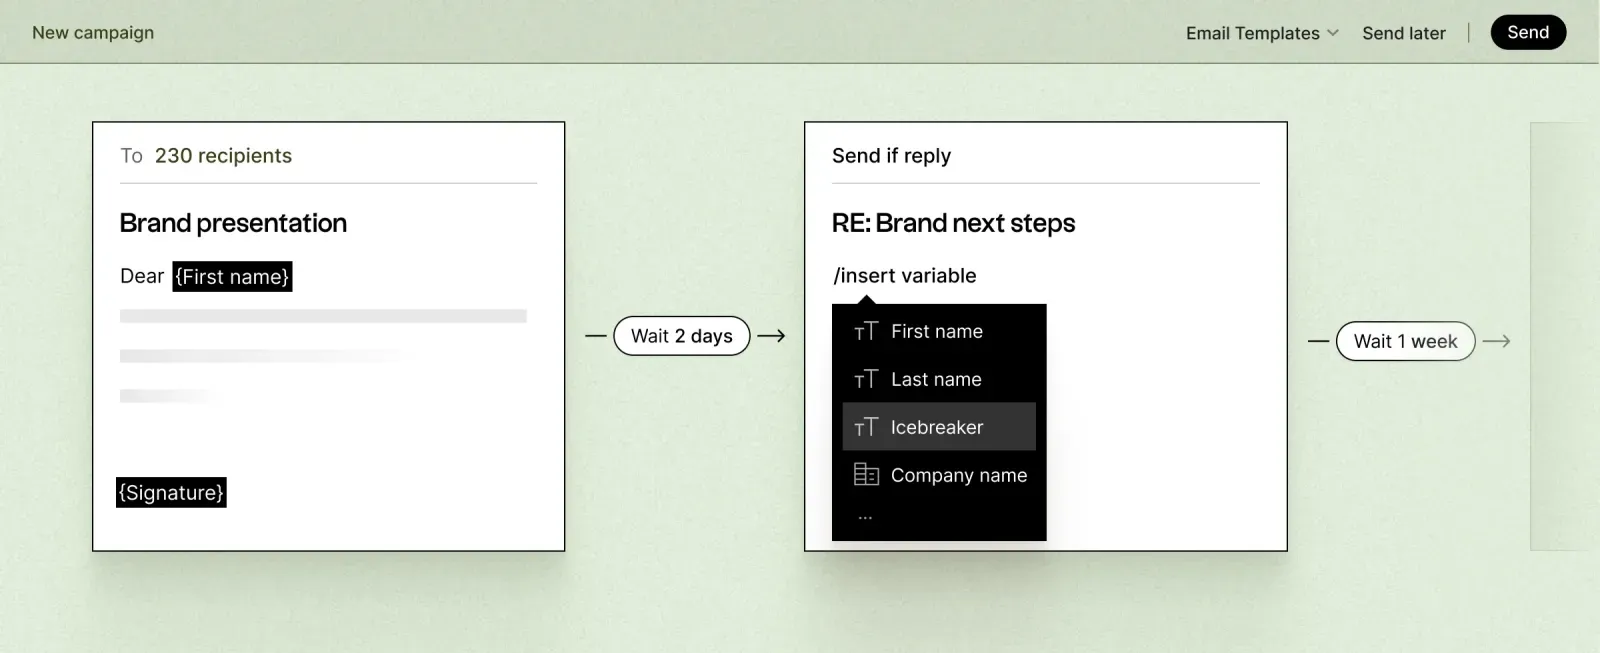 New campaign
Email Templates
Send later
Send
To 230 recipients
Brand presentation
Dear {First name}
{Signature}
Wait 2 days
Send if reply
RE: Brand next steps
/insert variable
First name
Last name
Icebreaker
Company name
...
Wait 1 week